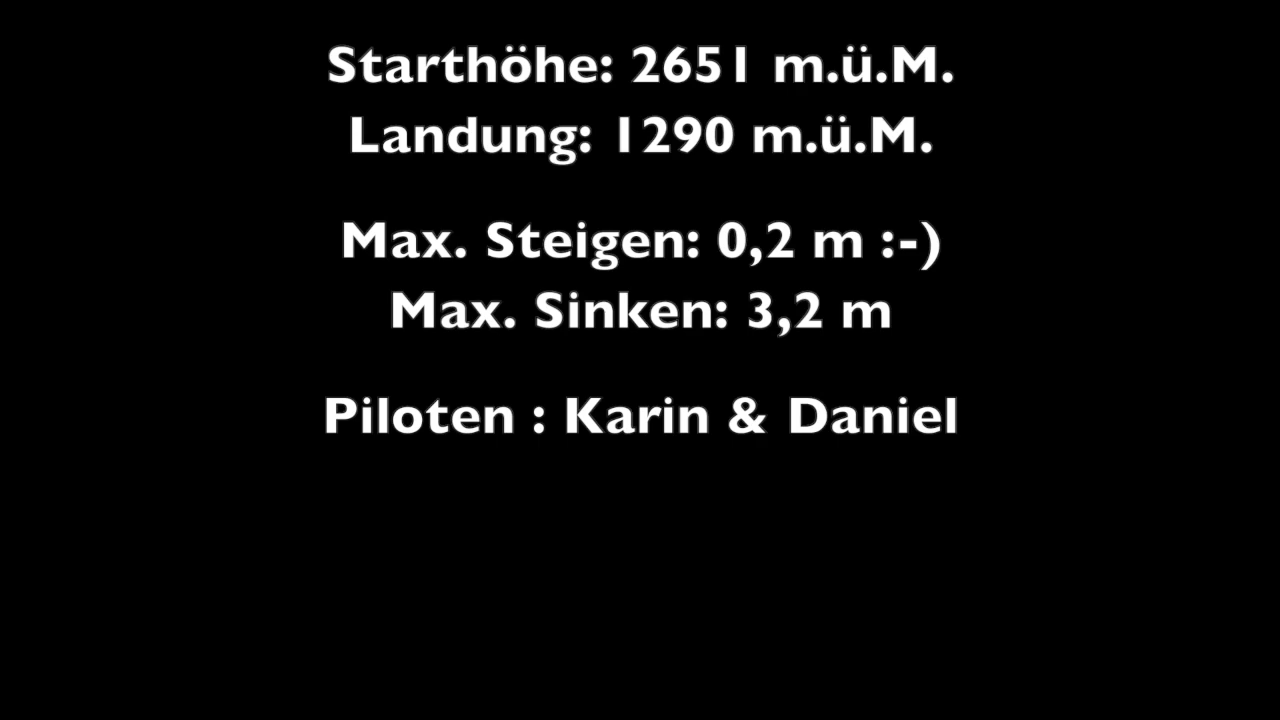 Starthöhe: 2651 m.ü.M.
Landung: 1290 m.ü.M.
Max. Steigen: 0,2 m :-)
Max. Sinken: 3,2 m
Piloten : Karin & Daniel